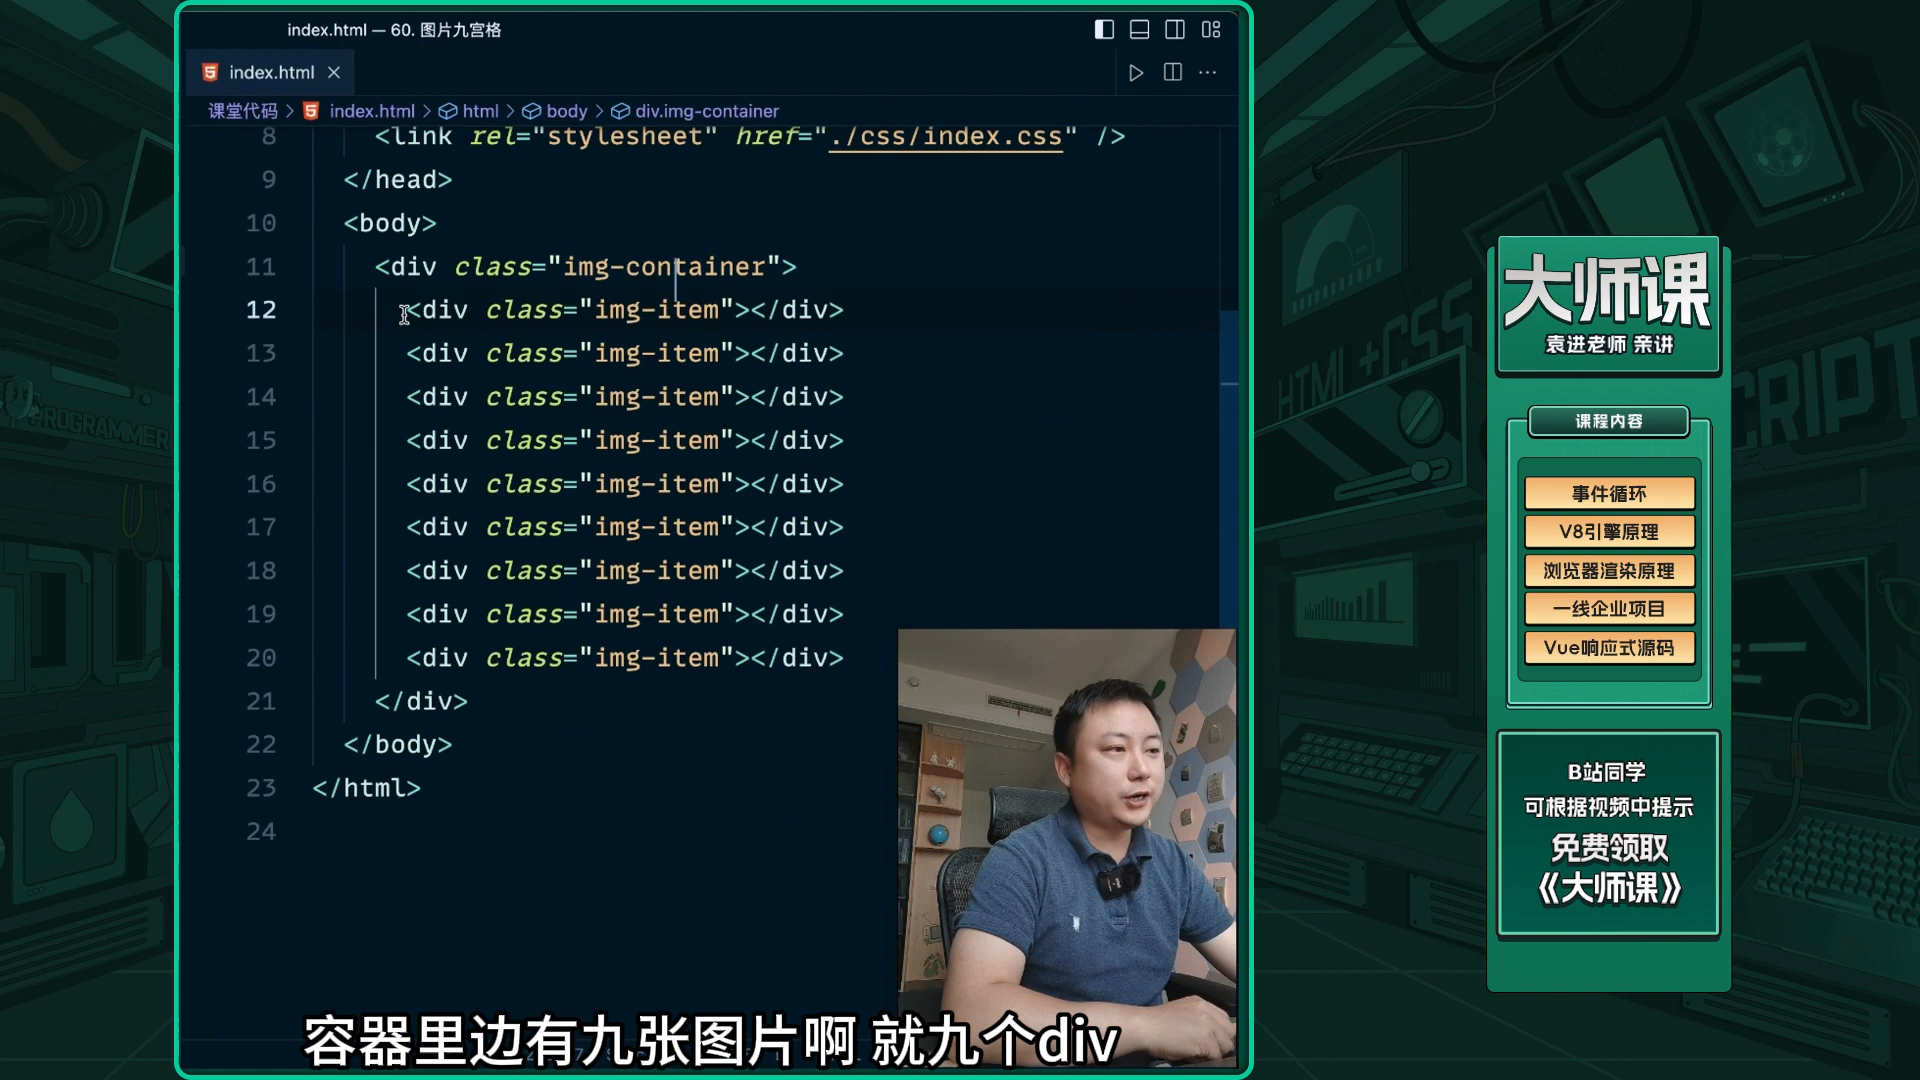 index.html — 60. 图片九宫格
index.html
课堂代码 > index.html > html > body > div.img-container
8 <link rel="stylesheet" href="./css/index.css" />
9 </head>
10 <body>
11 <div class="img-container">
12 <div class="img-item"></div>
13 <div class="img-item"></div>
14 <div class="img-item"></div>
15 <div class="img-item"></div>
16 <div class="img-item"></div>
17 <div class="img-item"></div>
18 <div class="img-item"></div>
19 <div class="img-item"></div>
20 <div class="img-item"></div>
21 </div>
22 </body>
23 </html>
24
容器里边有九张图片啊 就九个div
大师课
袁进老师 亲讲
课程内容
事件循环
V8引擎原理
浏览器渲染原理
一线企业项目
Vue响应式源码
B站同学
可根据视频中提示
免费领取
《大师课》
PROGRAMMER
HTML+CSS